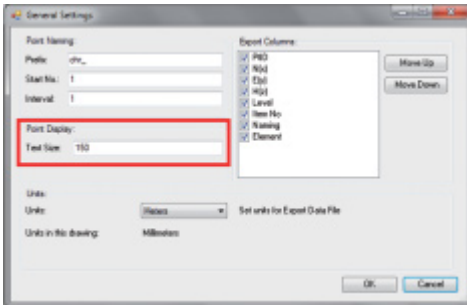 General Settings
Point Naming:
Prefix: chr_
Start No.: 1
Interval: 1
Point Display:
Text Size: 150
Export Columns:
PNO
N(x)
E(y)
H(z)
Level
Item No
Naming
Element
Move Up
Move Down
Units:
Units: Meters Set units for Export Data File
Units in this drawing: Millimeters
OK Cancel